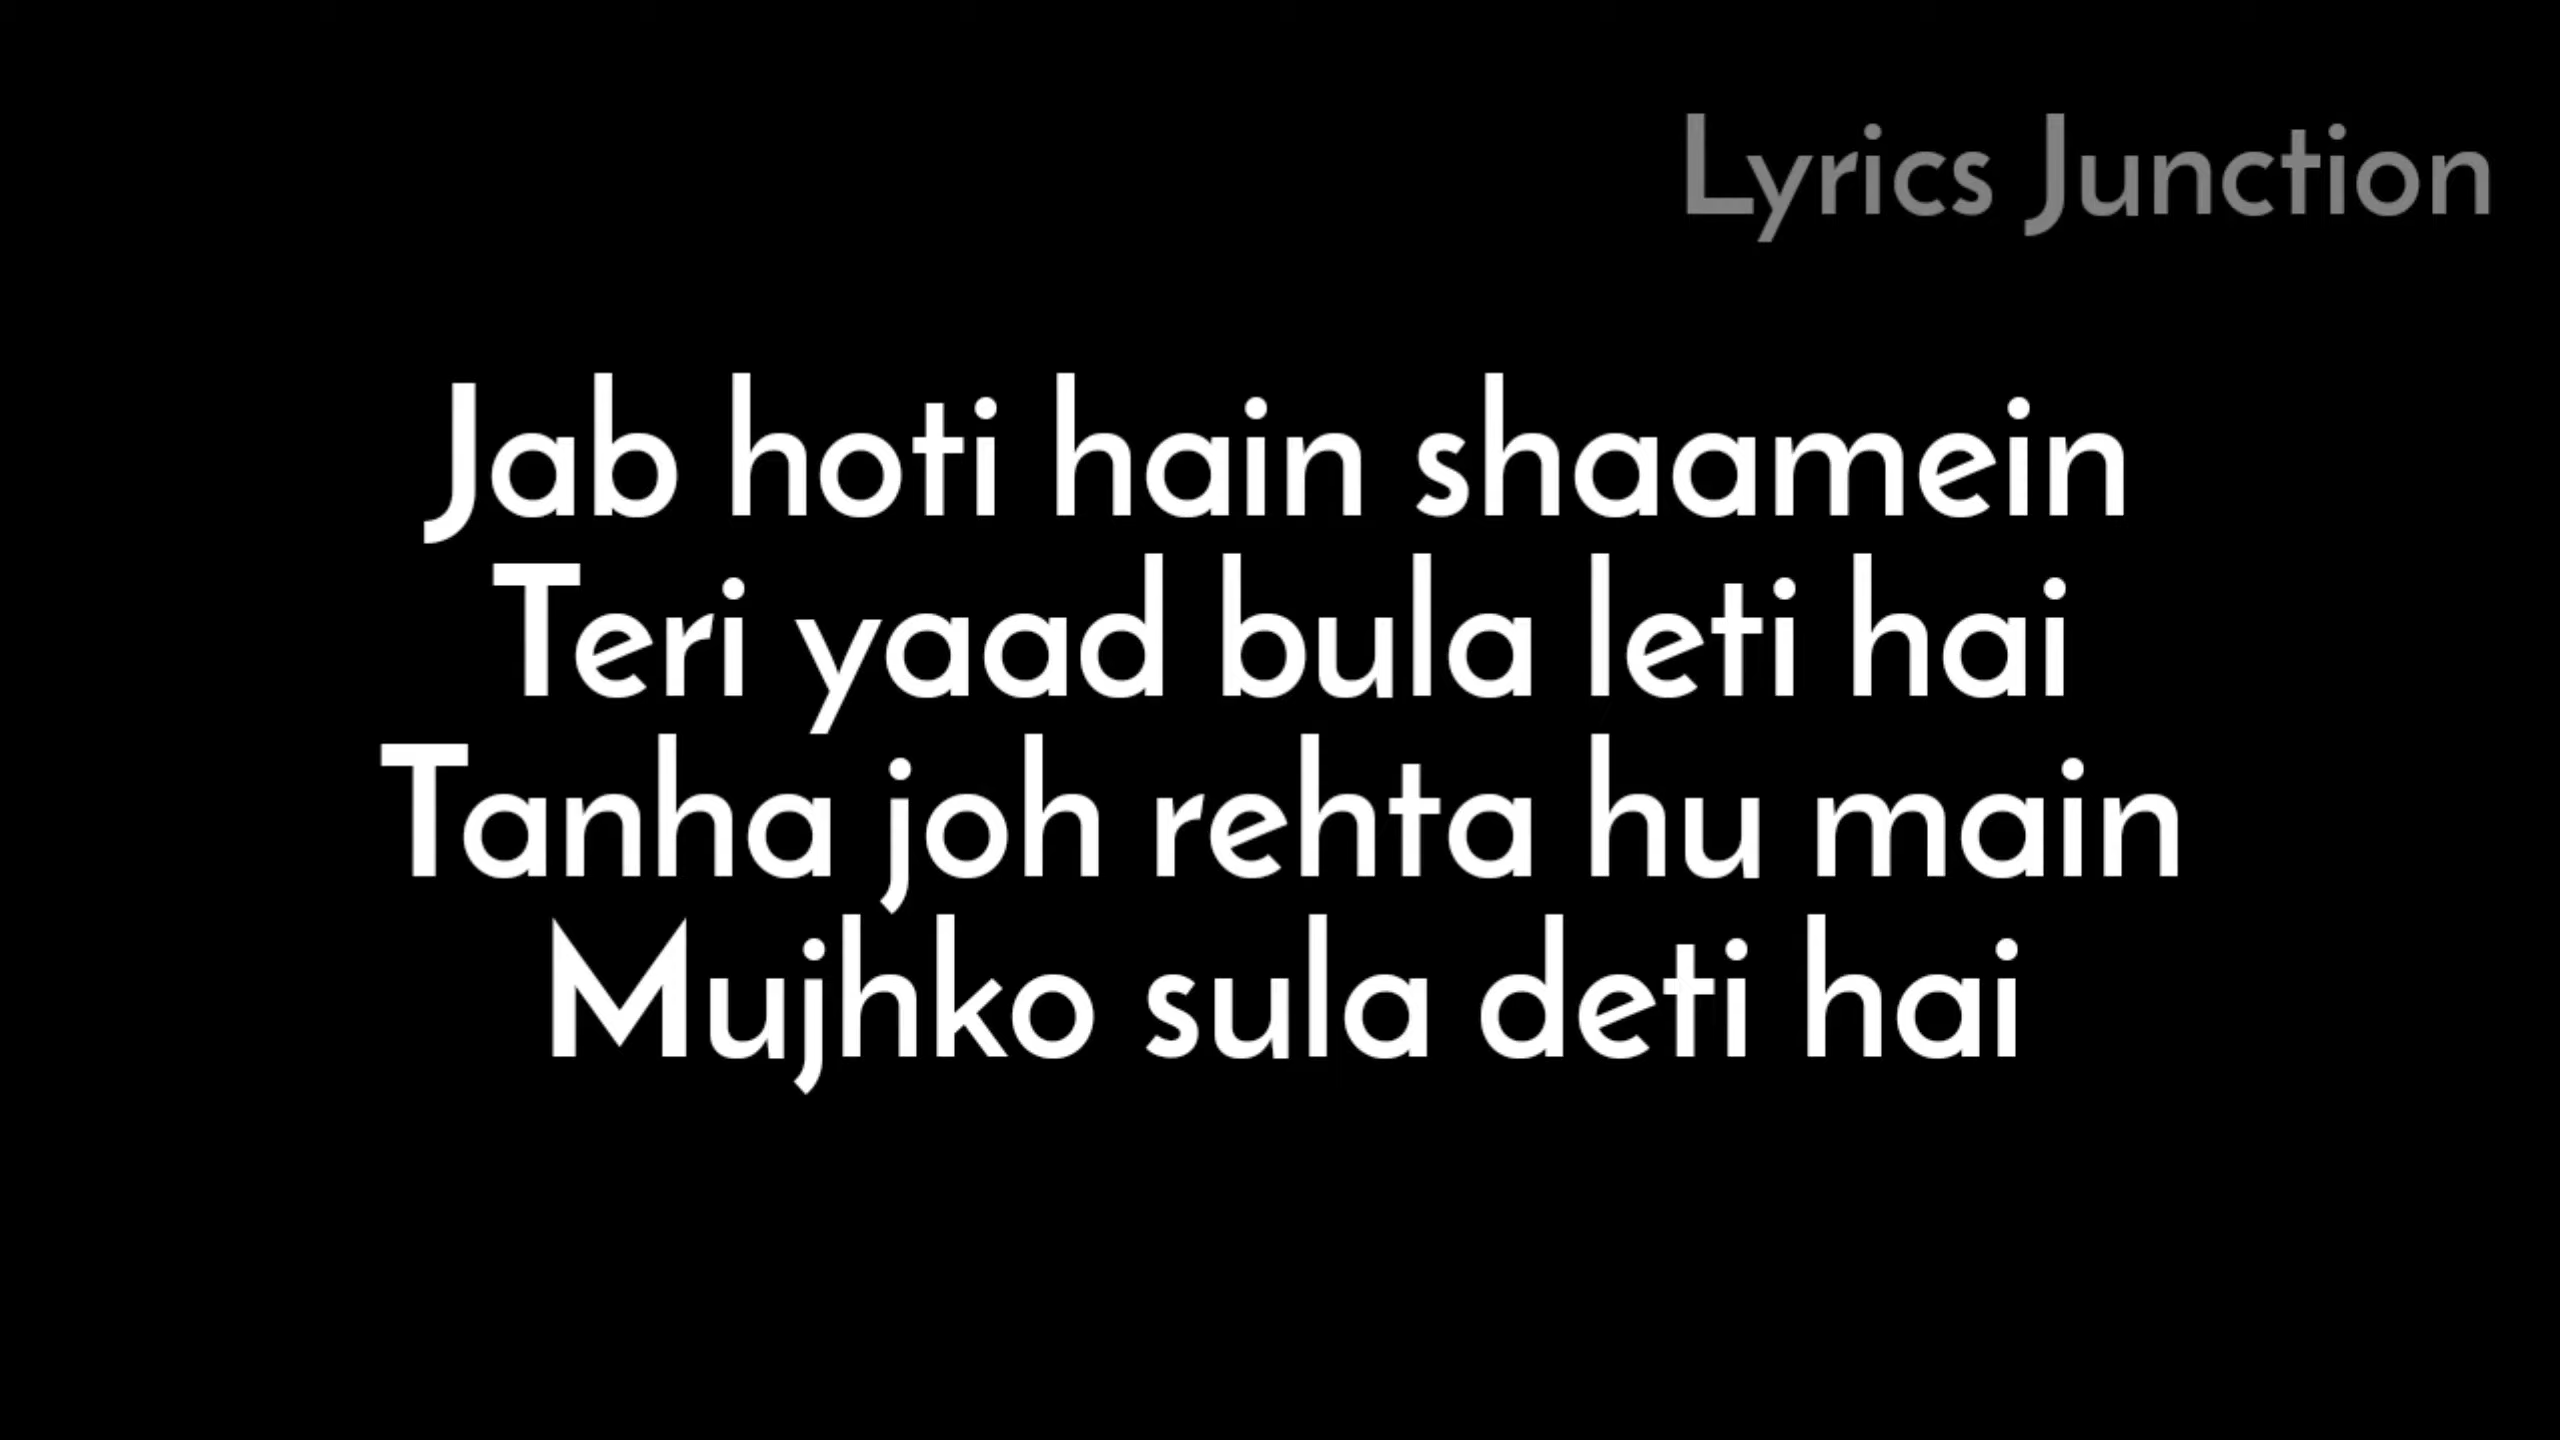 Lyrics Junction
Jab hoti hain shaamein
Teri yaad bula leti hai
Tanha joh rehta hu main
Mujhko sula deti hai